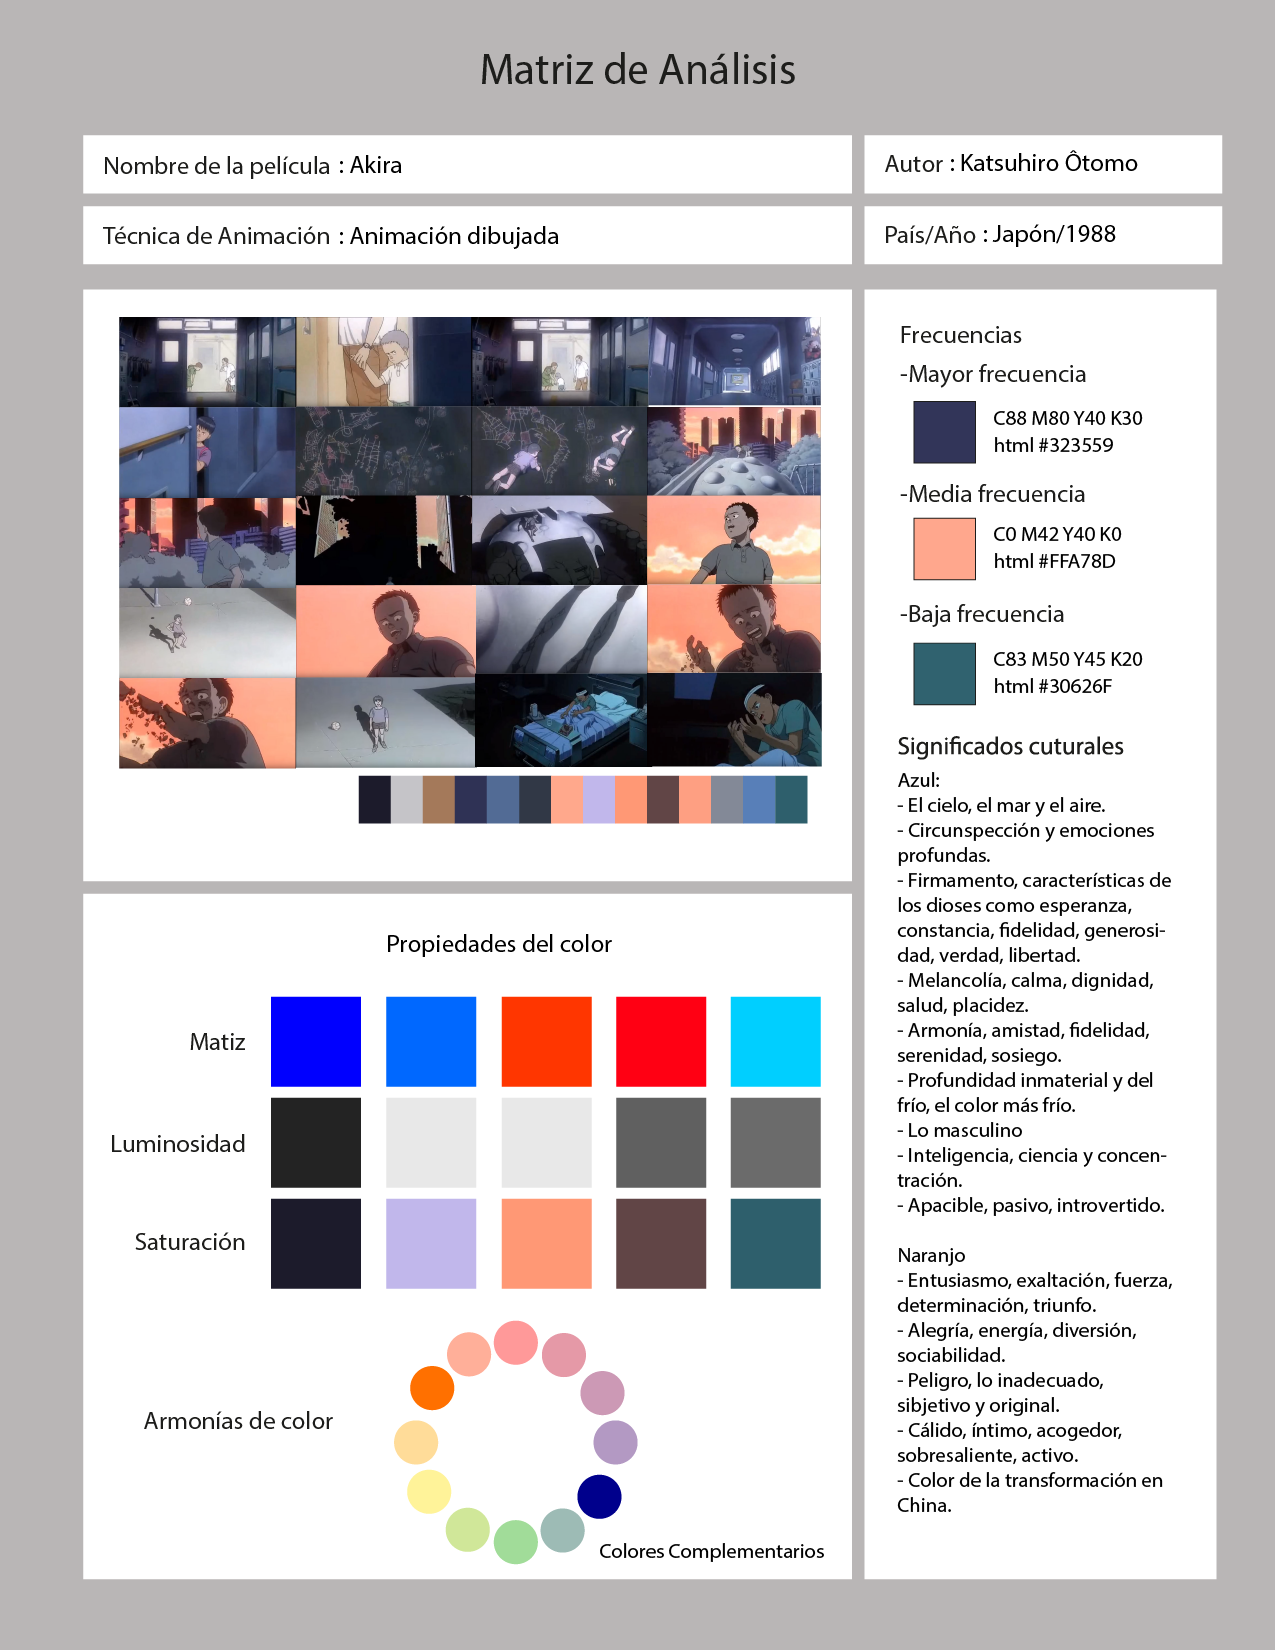 Matriz de Análisis
Nombre de la película : Akira
Autor : Katsuhiro Ôtomo
Técnica de Animación : Animación dibujada
País/Año : Japón/1988
Frecuencias
-Mayor frecuencia
C88 M80 Y40 K30
html #323559
-Media frecuencia
C0 M42 Y40 K0
html #FFA78D
-Baja frecuencia
C83 M50 Y45 K20
html #30626F
Significados cuturales
Azul:
- El cielo, el mar y el aire.
- Circunspección y emociones
profundas.
- Firmamento, características de
los dioses como esperanza,
constancia, fidelidad, generosi-
dad, verdad, libertad.
- Melancolía, calma, dignidad,
salud, placidez.
- Armonía, amistad, fidelidad,
serenidad, sosiego.
- Profundidad inmaterial y del
frío, el color más frío.
- Lo masculino
- Inteligencia, ciencia y concen-
tración.
- Apacible, pasivo, introvertido.
Naranjo
- Entusiasmo, exaltación, fuerza,
determinación, triunfo.
- Alegría, energía, diversión,
sociabilidad.
- Peligro, lo inadecuado,
sibjetivo y original.
- Cálido, íntimo, acogedor,
sobresaliente, activo.
- Color de la transformación en
China.
Propiedades del color
Matiz
Luminosidad
Saturación
Armonías de color
Colores Complementarios